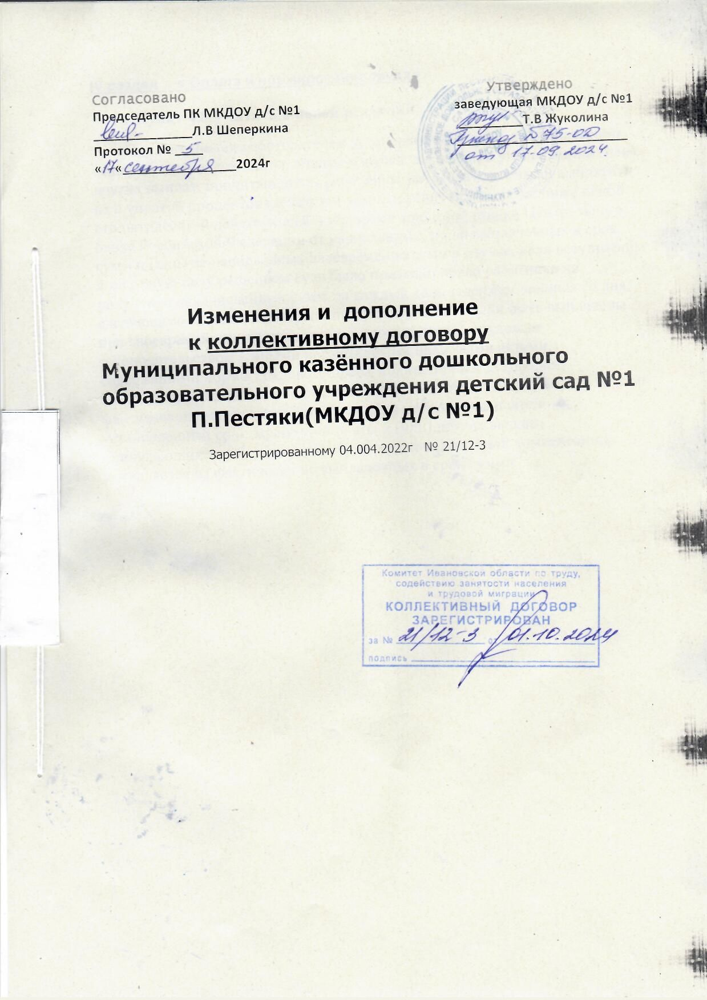 Согласовано
Председатель ПК МКДОУ д/с №1
____________Л.В Шеперкина
Протокол № 5
«17« сентября 2024г
Утверждено
заведующая МКДОУ д/с №1
________Т.В Жуколина
Приказ №75-ОД
от 17.09.2024.
Изменения и дополнение
к коллективному договору
Муниципального казённого дошкольного
образовательного учреждения детский сад №1
П.Пестяки(МКДОУ д/с №1)
Зарегистрированному 04.004.2022г № 21/12-3
Комитет Ивановской области по труду,
содействию занятости населения
и трудовой миграции
КОЛЛЕКТИВНЫЙ ДОГОВОР
ЗАРЕГИСТРИРОВАН
за № 21/12-3 от 01.10.2024
подпись